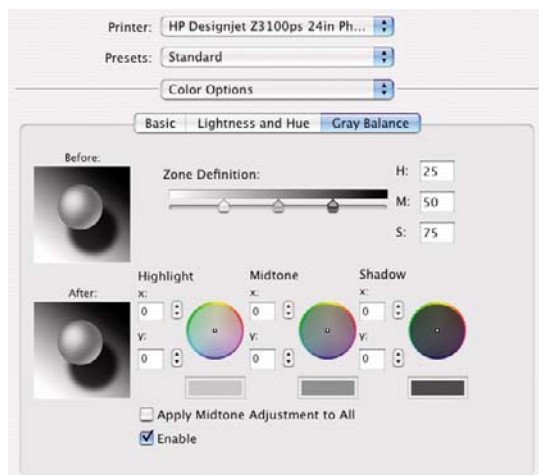 Printer: HP Designjet Z3100ps 24in Ph...
Presets: Standard
Color Options
Basic Lightness and Hue Gray Balance
Before:
Zone Definition:
H: 25
M: 50
S: 75
Highlight Midtone Shadow
After:
x: x: x:
0 0 0
y: y: y:
0 0 0
Apply Midtone Adjustment to All
Enable